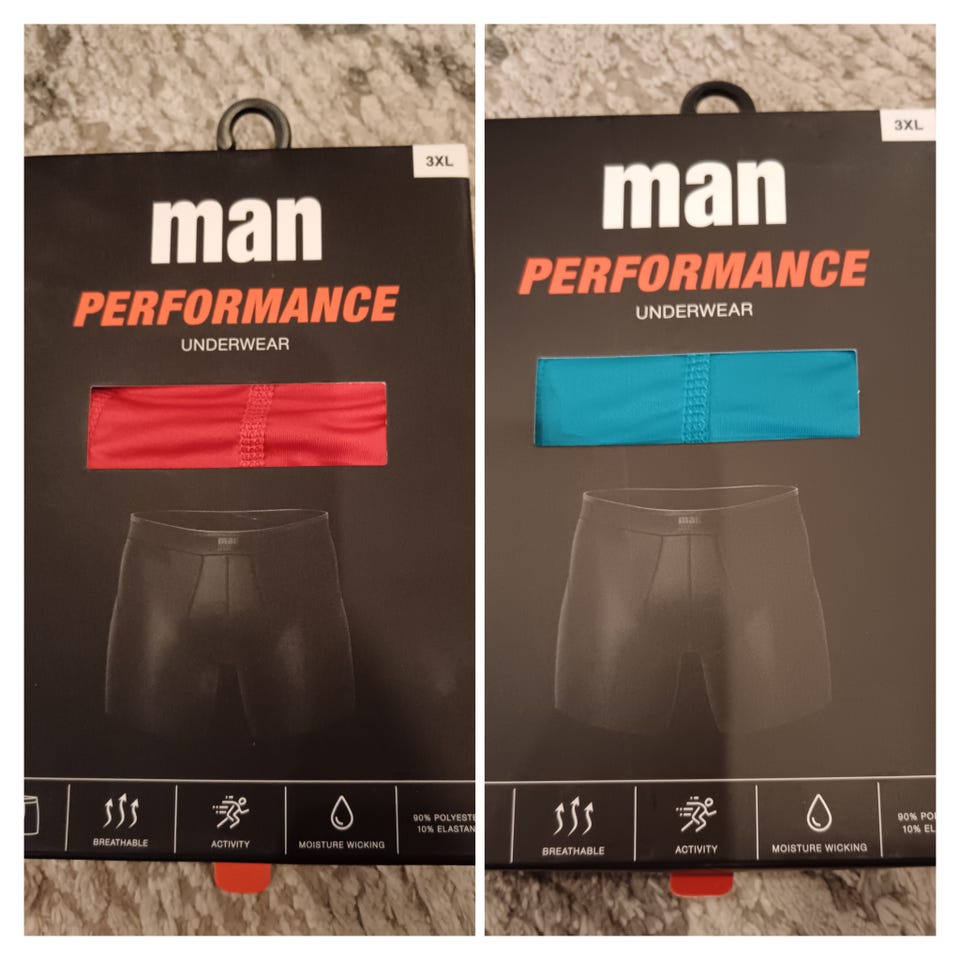 3XL
man
PERFORMANCE
UNDERWEAR
man
BREATHABLE
ACTIVITY
MOISTURE WICKING
90% POLYESTE
10% ELASTAN
3XL
man
PERFORMANCE
UNDERWEAR
man
BREATHABLE
ACTIVITY
MOISTURE WICKING
90% PO
10% EL